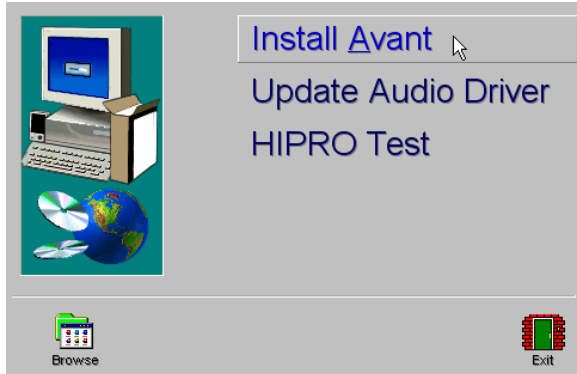 Install Avant
Update Audio Driver
HIPRO Test
Browse
Exit